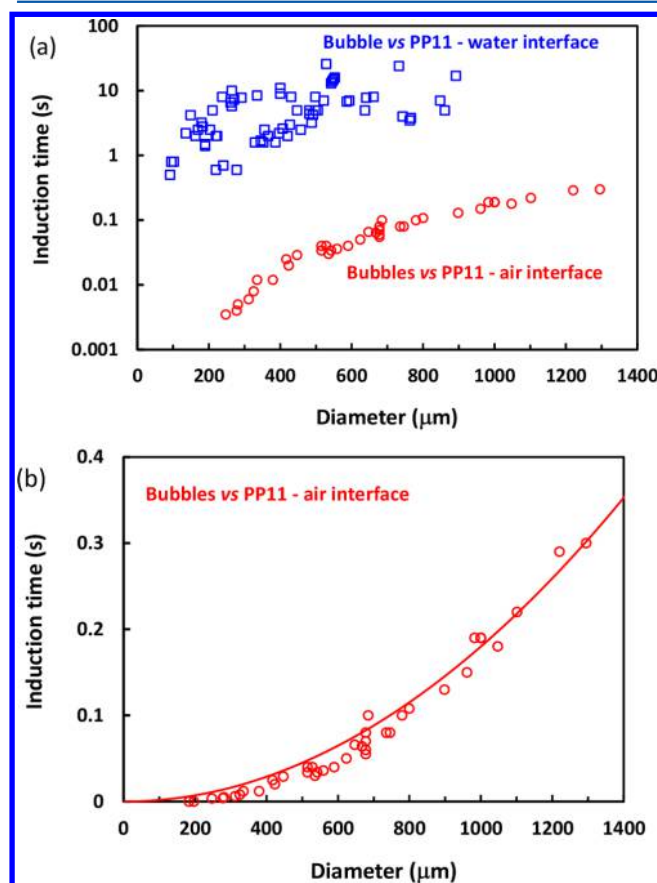 (a)
100
10
1
0.1
0.01
0.001
Induction time (s)
Bubble vs PP11 - water interface
Bubbles vs PP11 - air interface
0 200 400 600 800 1000 1200 1400
Diameter (μm)
(b)
0.4
0.3
0.2
0.1
0
Induction time (s)
Bubbles vs PP11 - air interface
0 200 400 600 800 1000 1200 1400
Diameter (μm)